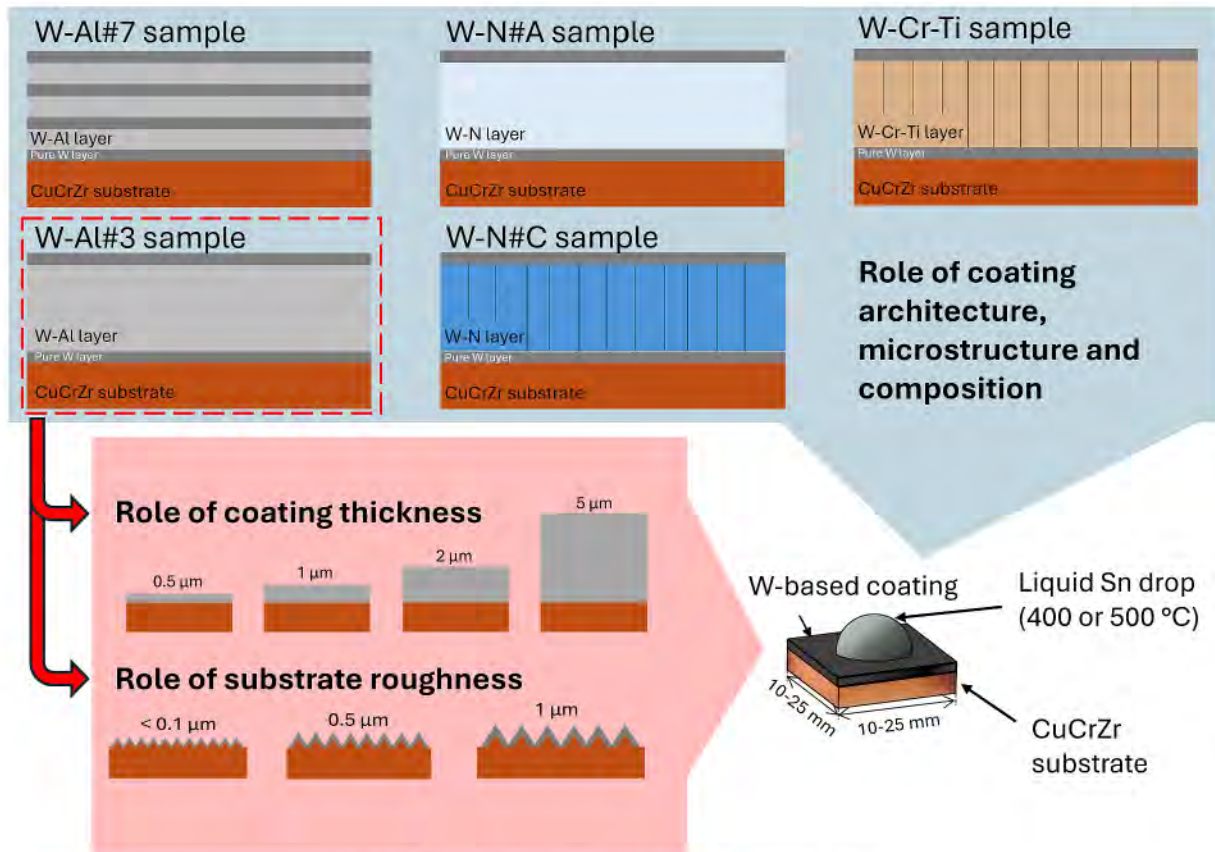 W-Al#7 sample
W-Al layer
Pure W layer
CuCrZr substrate
W-N#A sample
W-N layer
Pure W layer
CuCrZr substrate
W-Cr-Ti sample
W-Cr-Ti layer
Pure W layer
CuCrZr substrate
W-Al#3 sample
W-Al layer
Pure W layer
CuCrZr substrate
W-N#C sample
W-N layer
Pure W layer
CuCrZr substrate
Role of coating
architecture,
microstructure and
composition
Role of coating thickness
0.5 µm
1 µm
2 µm
5 µm
Role of substrate roughness
< 0.1 µm
0.5 µm
1 µm
W-based coating
Liquid Sn drop
(400 or 500 °C)
10-25 mm
10-25 mm
CuCrZr
substrate